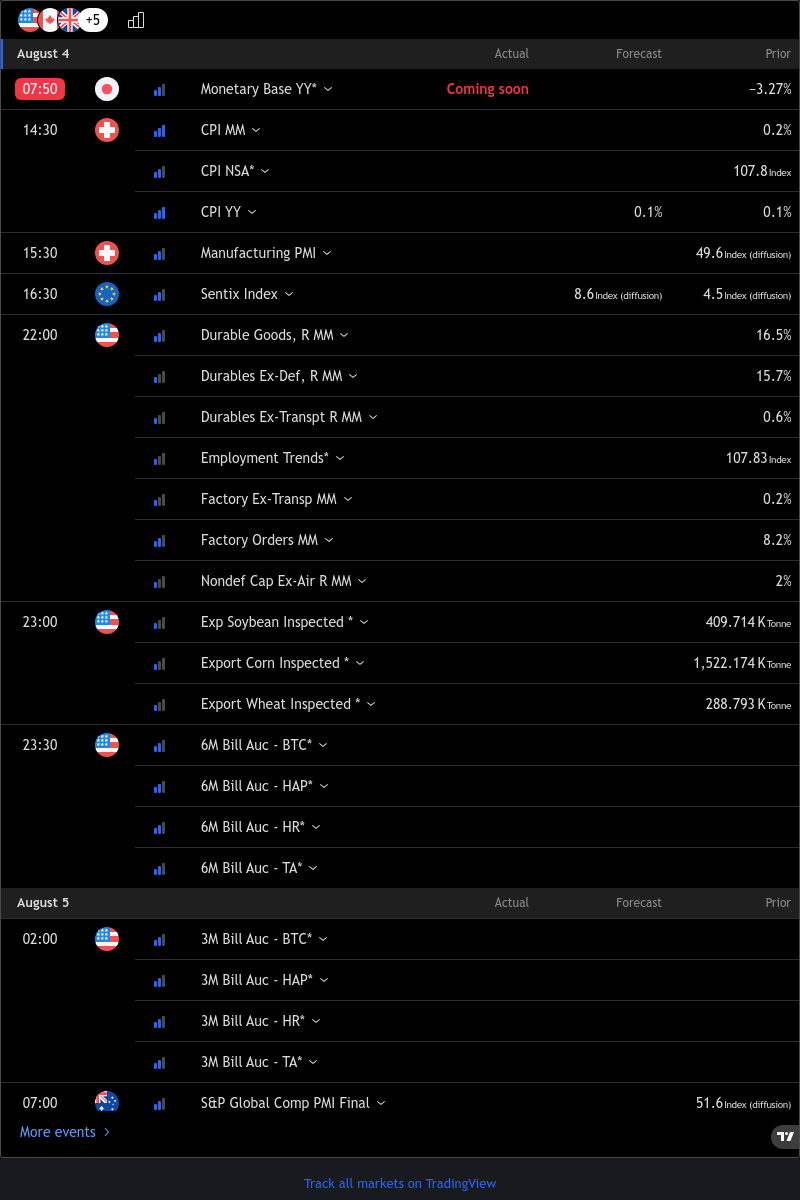 +5
August 4 Actual Forecast Prior
07:50 Monetary Base YY* Coming soon −3.27%
14:30 CPI MM 0.2%
CPI NSA* 107.8 Index
CPI YY 0.1% 0.1%
15:30 Manufacturing PMI 49.6 Index (diffusion)
16:30 Sentix Index 8.6 Index (diffusion) 4.5 Index (diffusion)
22:00 Durable Goods, R MM 16.5%
Durables Ex-Def, R MM 15.7%
Durables Ex-Transpt R MM 0.6%
Employment Trends* 107.83 Index
Factory Ex-Transp MM 0.2%
Factory Orders MM 8.2%
Nondef Cap Ex-Air R MM 2%
23:00 Exp Soybean Inspected * 409.714 K Tonne
Export Corn Inspected * 1,522.174 K Tonne
Export Wheat Inspected * 288.793 K Tonne
23:30 6M Bill Auc - BTC*
6M Bill Auc - HAP*
6M Bill Auc - HR*
6M Bill Auc - TA*
August 5 Actual Forecast Prior
02:00 3M Bill Auc - BTC*
3M Bill Auc - HAP*
3M Bill Auc - HR*
3M Bill Auc - TA*
07:00 S&P Global Comp PMI Final 51.6 Index (diffusion)
More events
Track all markets on TradingView